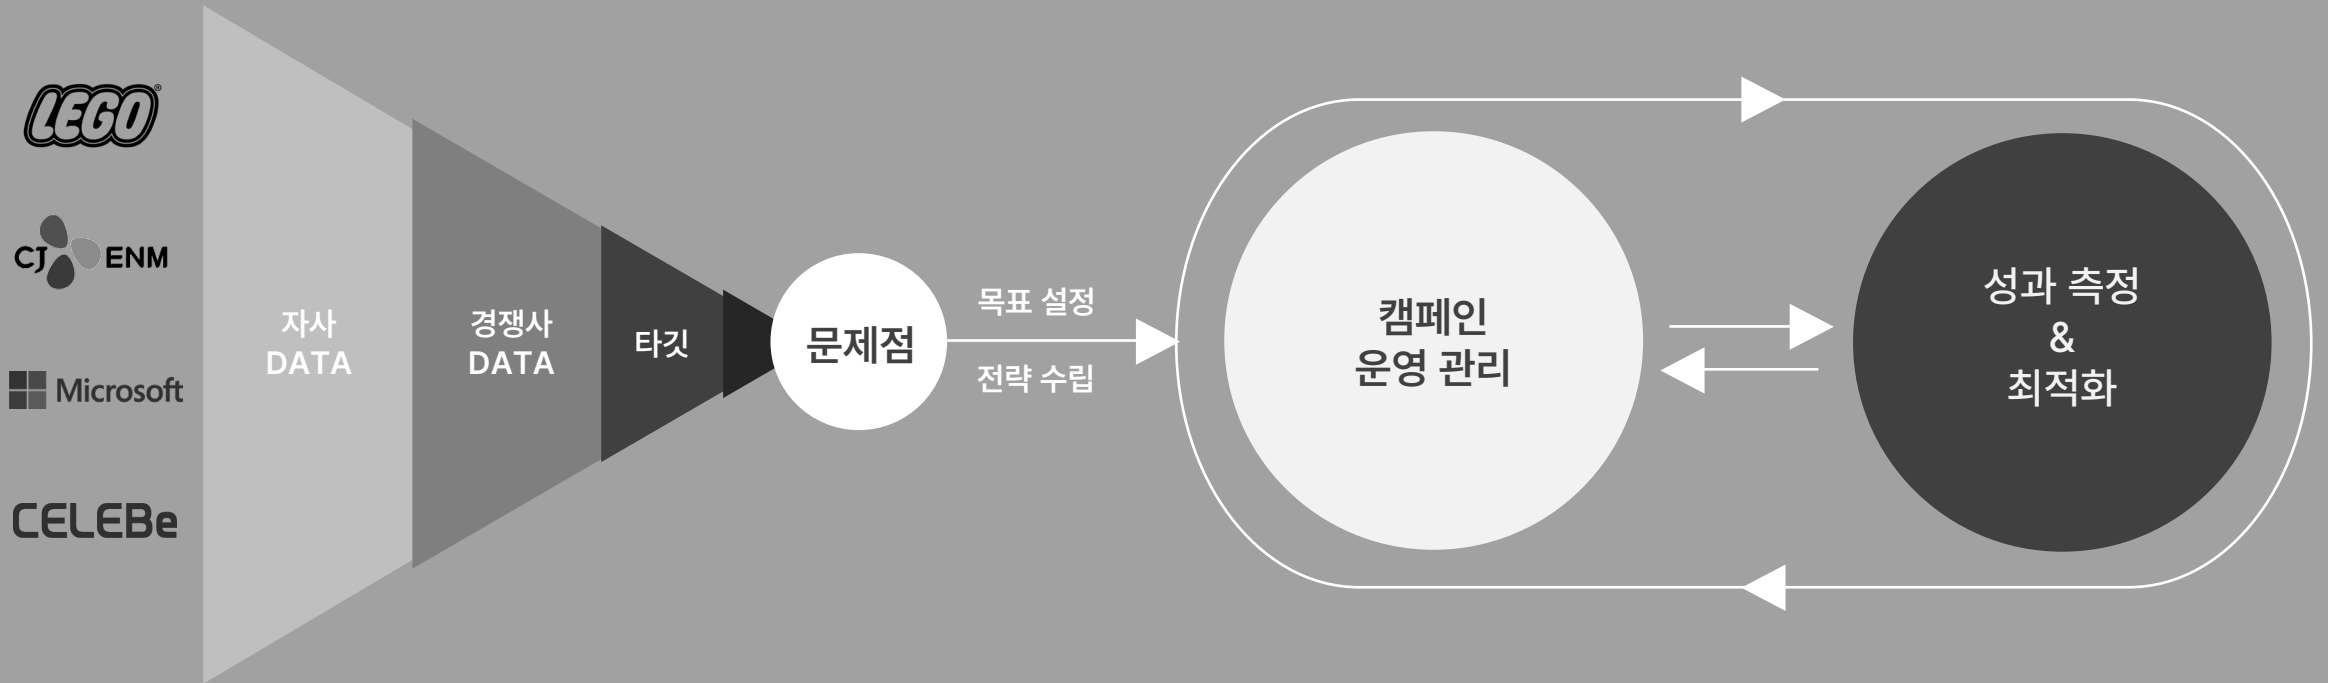 LEGO®
CJ ENM
Microsoft
CELEBe
자사
DATA
경쟁사
DATA
타깃
문제점
목표 설정
전략 수립
캠페인
운영 관리
성과 측정
&
최적화